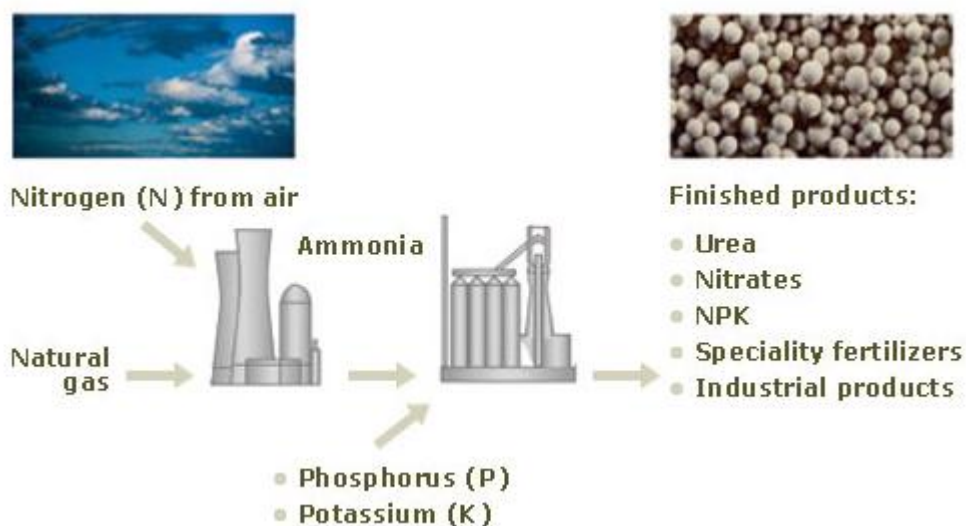 Nitrogen (N) from air
Ammonia
Natural
gas
Phosphorus (P)
Potassium (K)
Finished products:
Urea
Nitrates
NPK
Speciality fertilizers
Industrial products